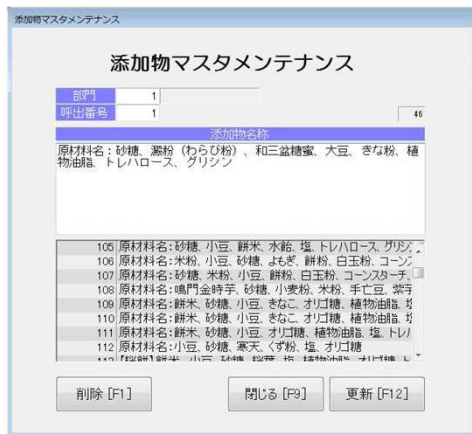 添加物マスタメンテナンス
添加物マスタメンテナンス
部門 1
呼出番号 1 46
添加物名称
原材料名：砂糖、澱粉（わらび粉）、和三盆糖蜜、大豆、きな粉、植
物油脂、トレハロース、グリシン
105 原材料名：砂糖、小豆、餅米、水飴、塩、トレハロース、グリシ
106 原材料名：米粉、小豆、砂糖、よもぎ、餅粉、白玉粉、コーン
107 原材料名：砂糖、米粉、小豆、餅粉、白玉粉、コーンスターチ、
108 原材料名：鳴門金時芋、砂糖、小麦粉、米粉、手亡豆、紫芋
109 原材料名：餅米、砂糖、小豆、きなこ、オリゴ糖、植物油脂、塩
110 原材料名：餅米、砂糖、小豆、きなこ、オリゴ糖、植物油脂、塩
111 原材料名：餅米、砂糖、小豆、オリゴ糖、植物油脂、塩、トレハ
112 原材料名：小豆、砂糖、寒天、くず粉、塩、オリゴ糖
削除 [F1] 閉じる [F9] 更新 [F12]